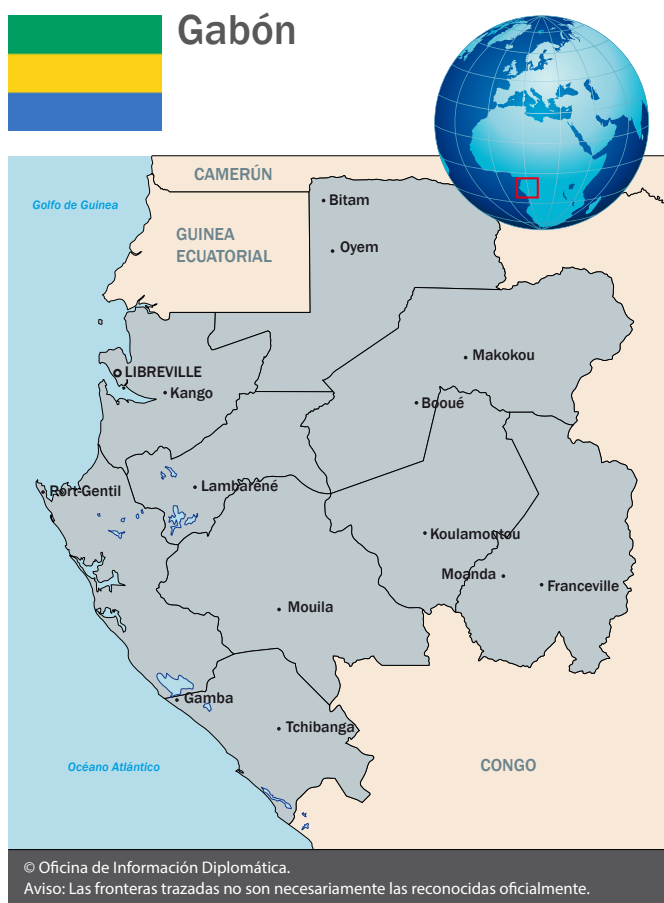 Gabón
CAMERÚN
Golfo de Guinea
Bitam
GUINEA
ECUATORIAL
Oyem
Makokou
LIBREVILLE
Kango
Booué
Lambaréné
Port-Gentil
Koulamoutou
Moanda
Franceville
Mouila
Gamba
Tchibanga
Océano Atlántico
CONGO
© Oficina de Información Diplomática.
Aviso: Las fronteras trazadas no son necesariamente las reconocidas oficialmente.